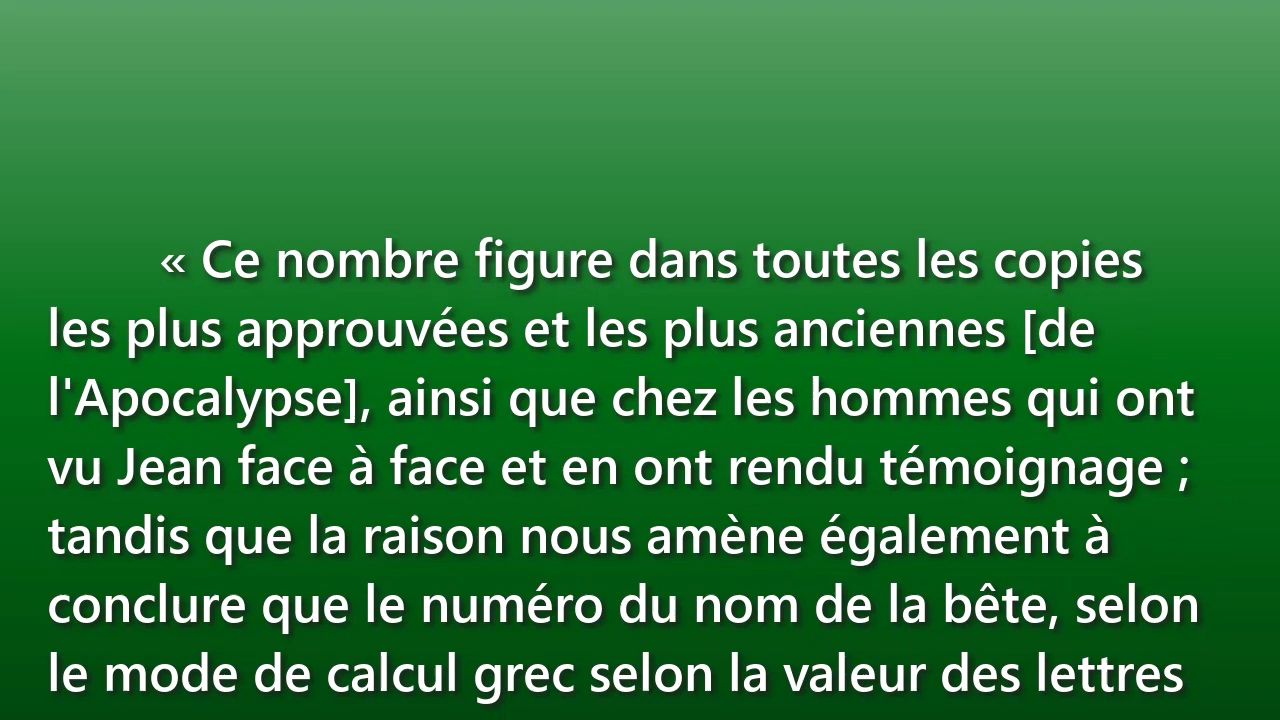 « Ce nombre figure dans toutes les copies
les plus approuvées et les plus anciennes [de
l'Apocalypse], ainsi que chez les hommes qui ont
vu Jean face à face et en ont rendu témoignage ;
tandis que la raison nous amène également à
conclure que le numéro du nom de la bête, selon
le mode de calcul grec selon la valeur des lettres